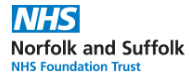 NHS
Norfolk and Suffolk
NHS Foundation Trust